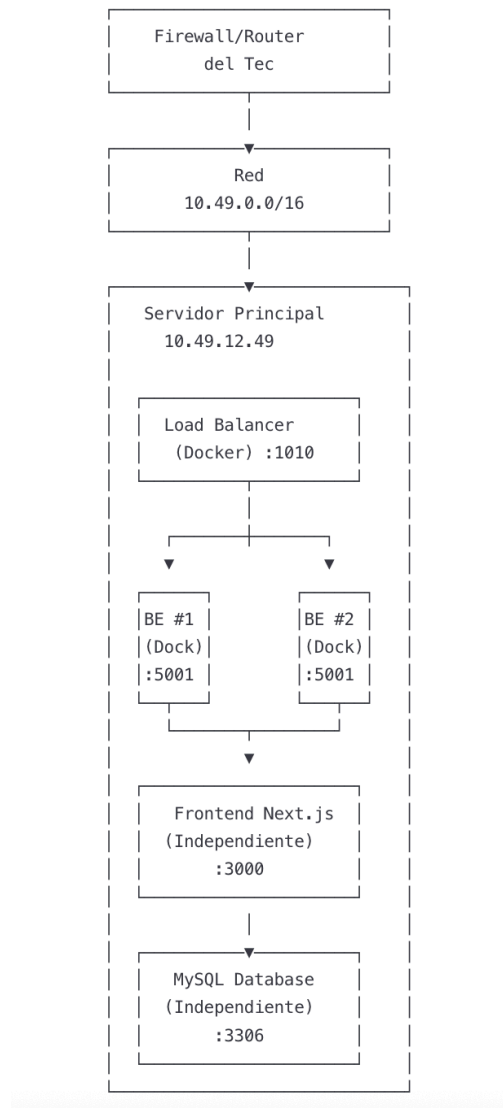 Firewall/Router
del Tec
Red
10.49.0.0/16
Servidor Principal
10.49.12.49
Load Balancer
(Docker) :1010
BE #1
(Dock)
:5001
BE #2
(Dock)
:5001
Frontend Next.js
(Independiente)
:3000
MySQL Database
(Independiente)
:3306